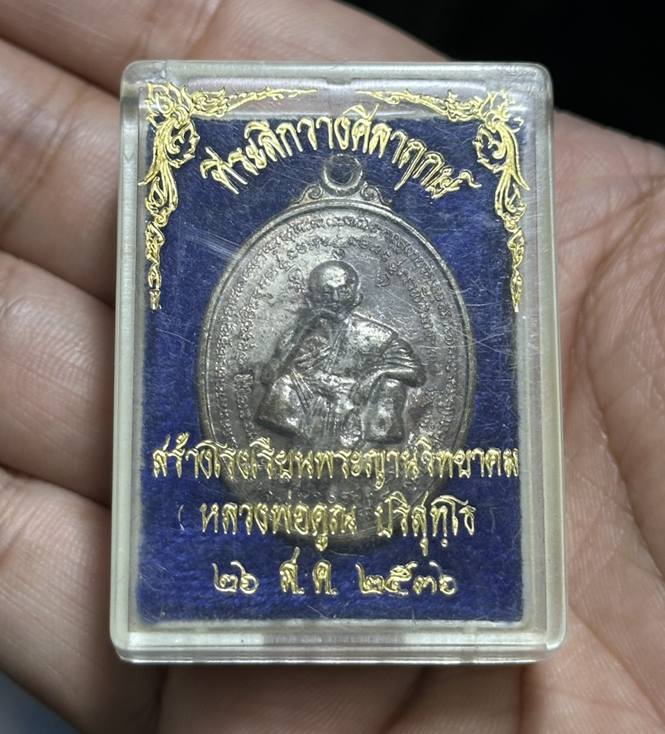 ที่ระลึกวางศิลาฤกษ์
สร้างโรงเรียนพระญาณวิทยาคม
( หลวงพ่อคูณ ปริสุทฺโธ )
๒๖ ส.ค. ๒๕๓๖